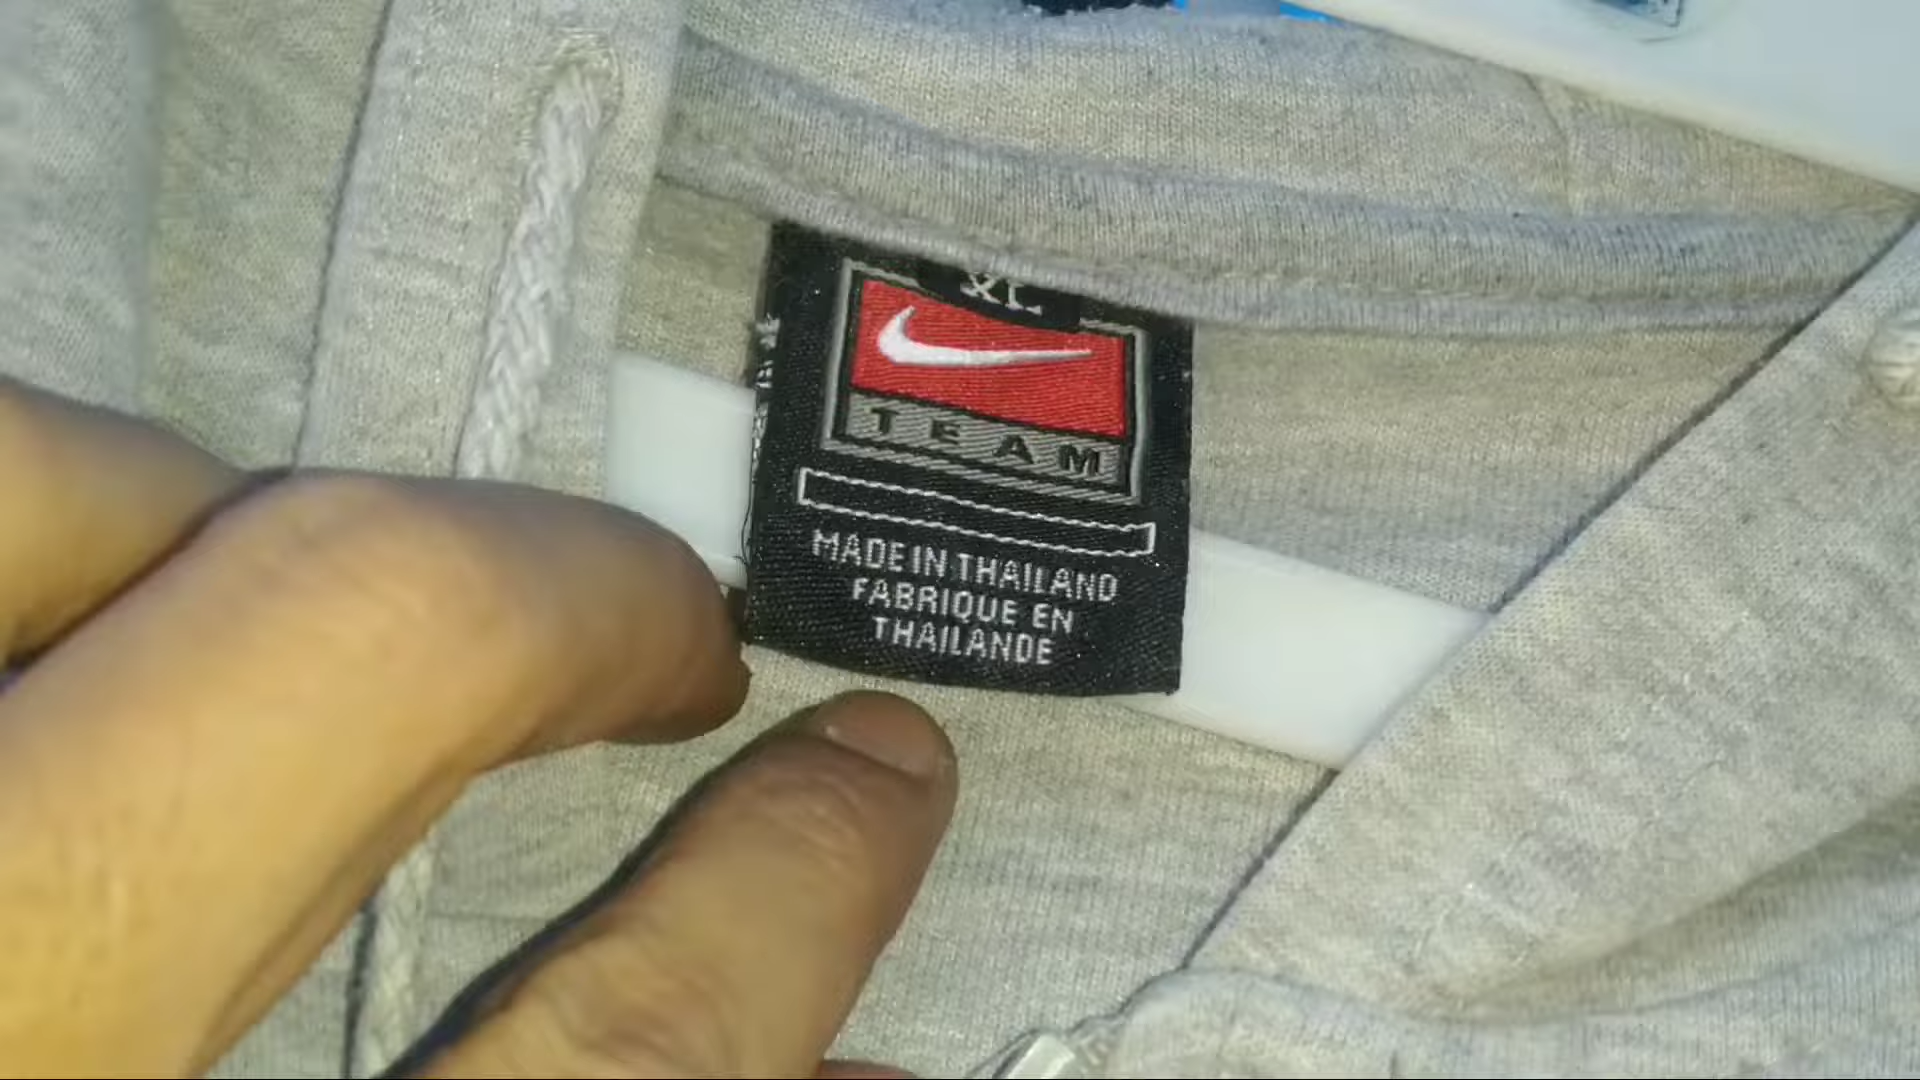 XL
TEAM
MADE IN THAILAND
FABRIQUE EN
THAILANDE